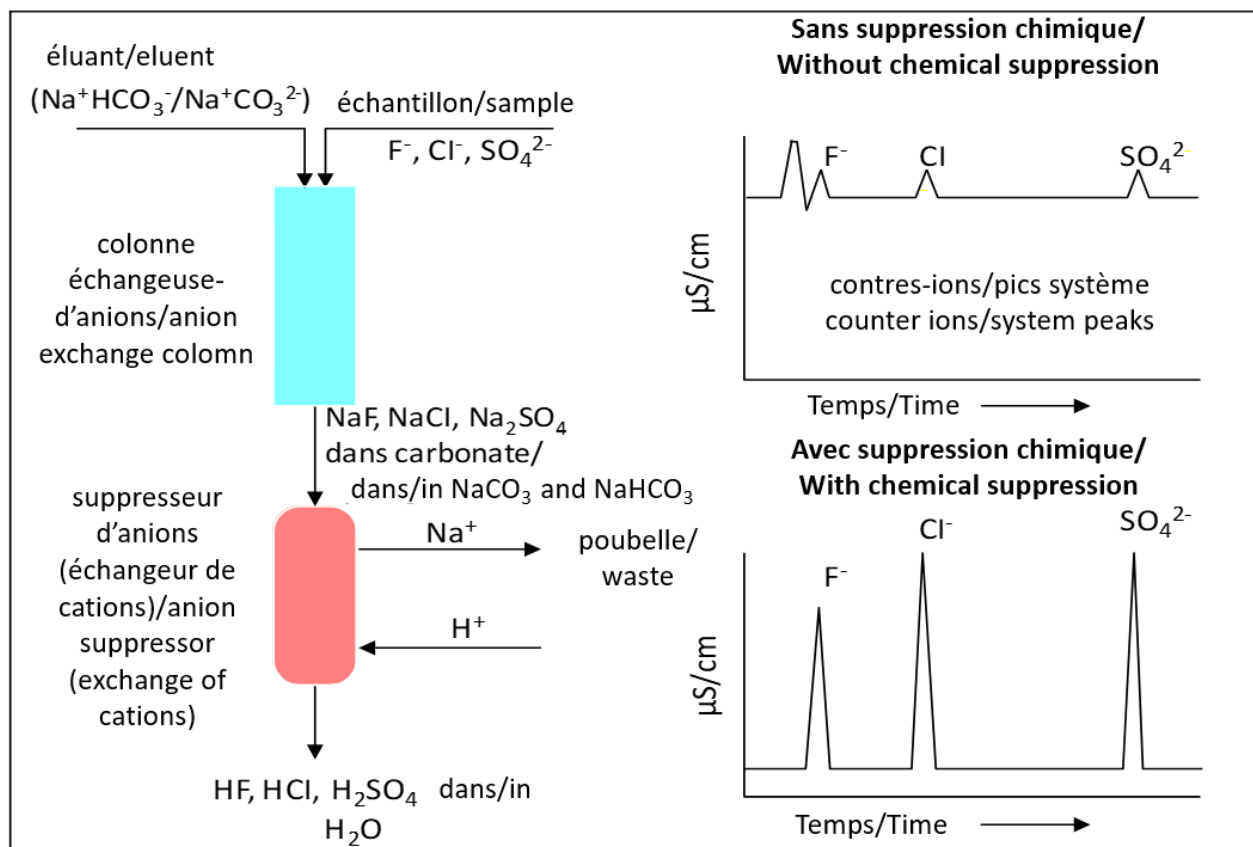 éluant/eluent
(Na⁺HCO₃⁻/Na⁺CO₃²⁻)
échantillon/sample
F⁻, Cl⁻, SO₄²⁻
colonne
échangeuse-
d’anions/anion
exchange colomn
NaF, NaCl, Na₂SO₄
dans carbonate/
dans/in NaCO₃ and NaHCO₃
suppresseur
d’anions
(échangeur de
cations)/anion
suppressor
(exchange of
cations)
Na⁺
poubelle/
waste
H⁺
HF, HCl, H₂SO₄ dans/in
H₂O
Sans suppression chimique/
Without chemical suppression
F⁻
Cl
SO₄²⁻
µS/cm
contres-ions/pics système
counter ions/system peaks
Temps/Time
Avec suppression chimique/
With chemical suppression
Cl⁻
SO₄²⁻
F⁻
µS/cm
Temps/Time